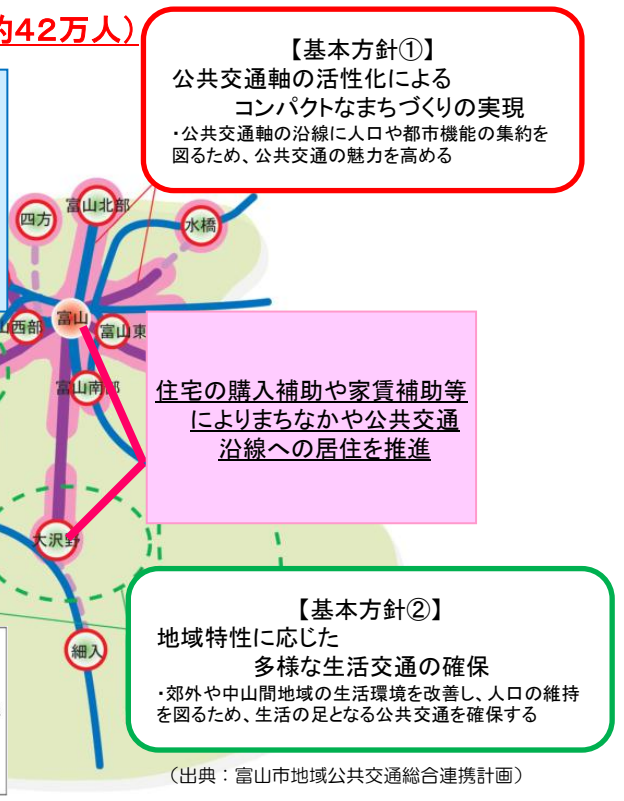 約42万人）
【基本方針①】
公共交通軸の活性化による
コンパクトなまちづくりの実現
・公共交通軸の沿線に人口や都市機能の集約を
図るため、公共交通の魅力を高める
四方
富山北部
水橋
山西部
富山
富山東
富山南部
住宅の購入補助や家賃補助等
によりまちなかや公共交通
沿線への居住を推進
大沢野
細入
【基本方針②】
地域特性に応じた
多様な生活交通の確保
・郊外や中山間地域の生活環境を改善し、人口の維持
を図るため、生活の足となる公共交通を確保する
（出典：富山市地域公共交通総合連携計画）